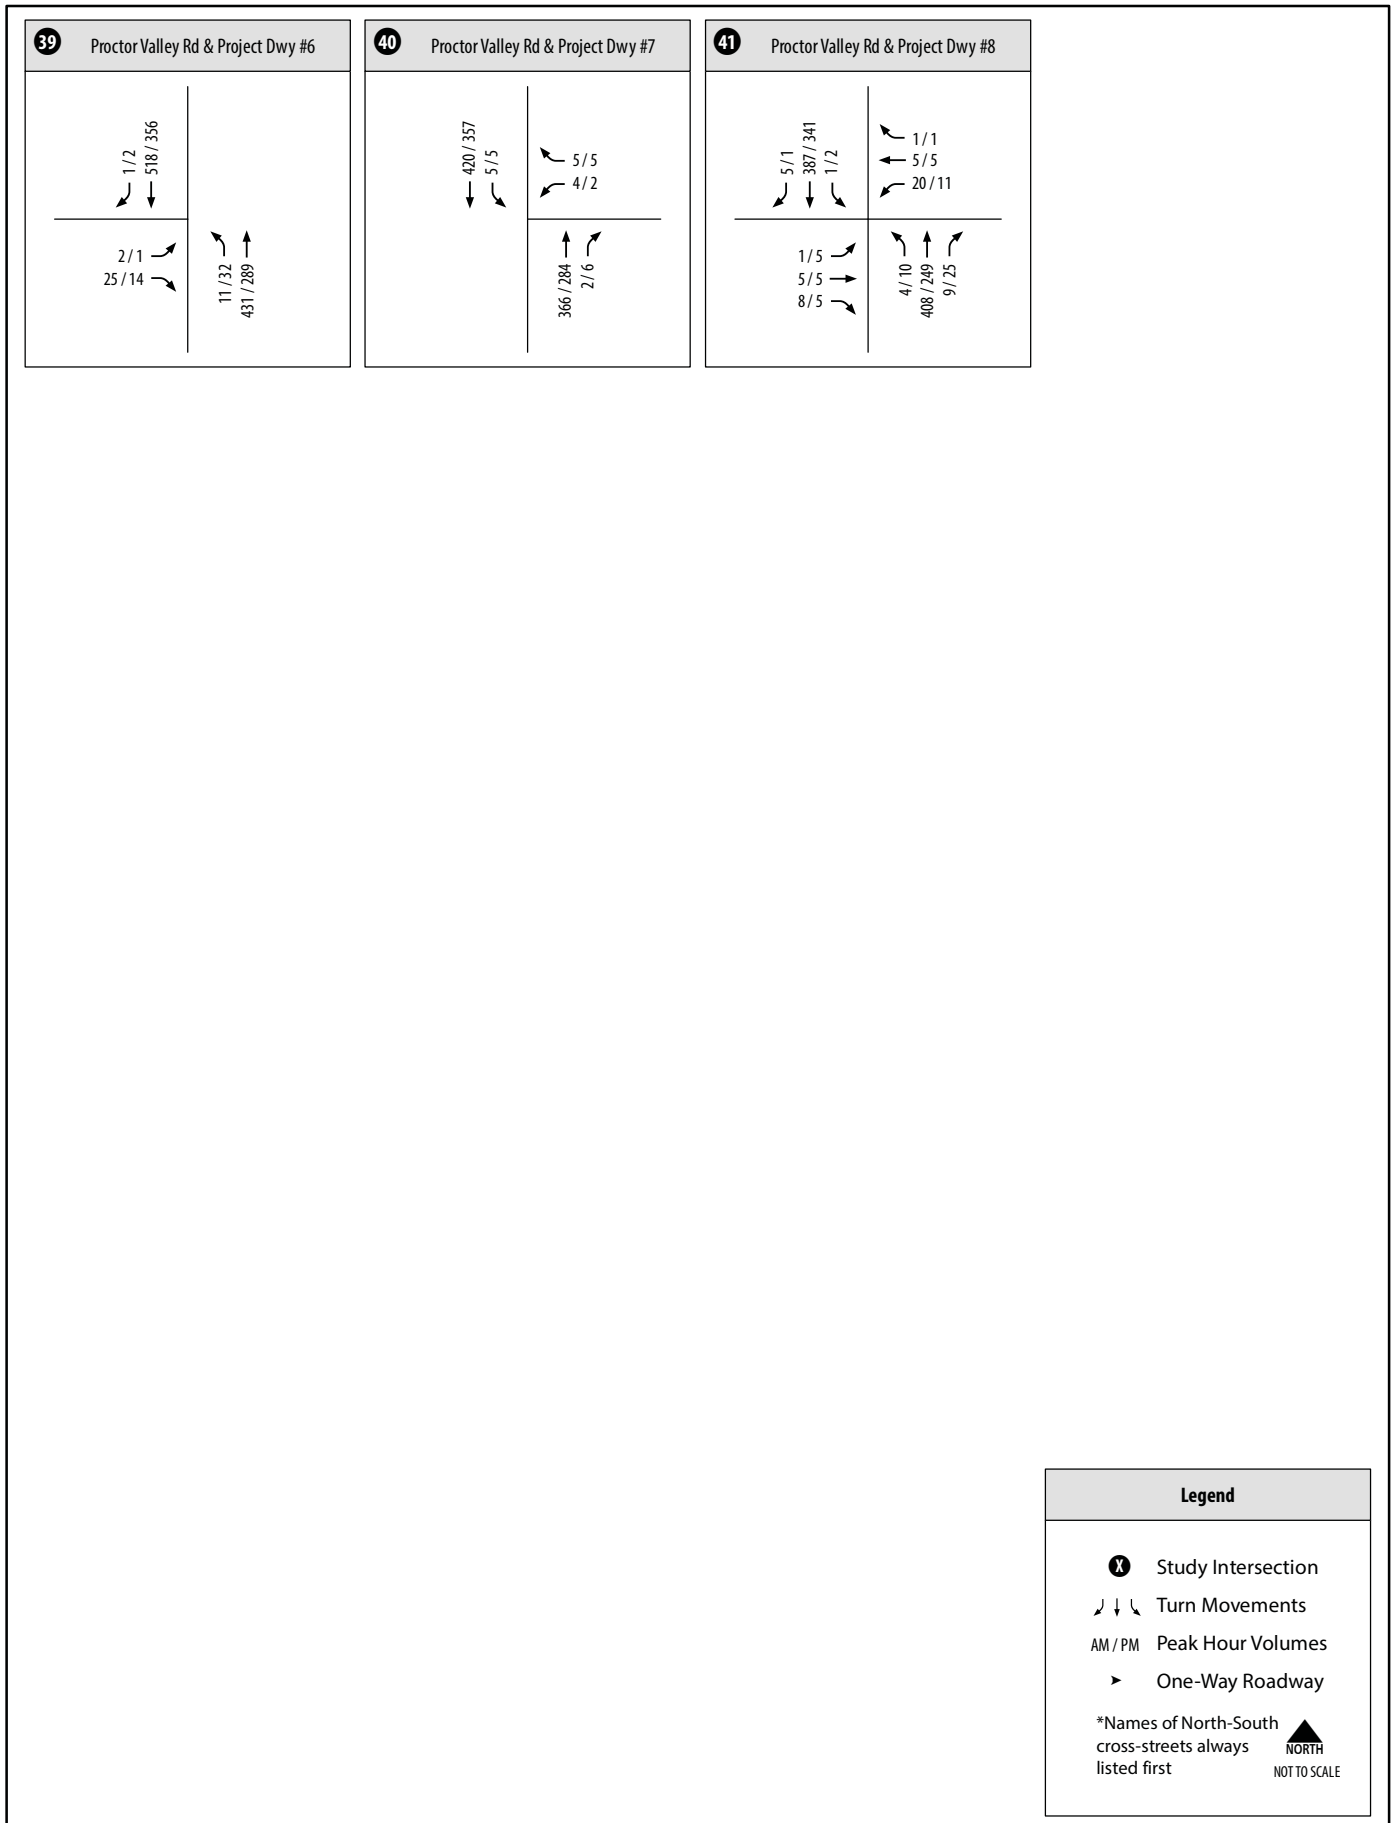 39 Proctor Valley Rd & Project Dwy #6
1 / 2
518 / 356
2 / 1
25 / 14
11 / 32
431 / 289
40 Proctor Valley Rd & Project Dwy #7
420 / 357
5 / 5
5 / 5
4 / 2
366 / 284
2 / 6
41 Proctor Valley Rd & Project Dwy #8
5 / 1
387 / 341
1 / 2
1 / 1
5 / 5
20 / 11
1 / 5
5 / 5
8 / 5
4 / 10
408 / 249
9 / 25
Legend
X Study Intersection
Turn Movements
AM / PM Peak Hour Volumes
One-Way Roadway
*Names of North-South
cross-streets always
listed first
NORTH
NOT TO SCALE